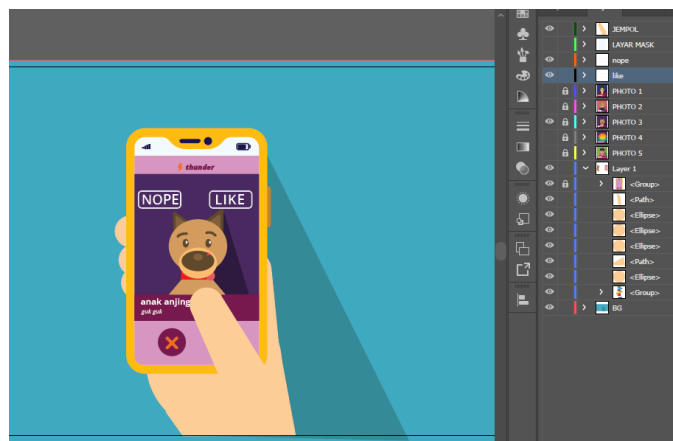 JEMPOL
LAYAR MASK
nope
like
PHOTO 1
PHOTO 2
PHOTO 3
PHOTO 4
PHOTO 5
Layer 1
<Group>
<Path>
<Ellipse>
<Ellipse>
<Ellipse>
<Path>
<Ellipse>
<Group>
BG
thunder
NOPE LIKE
anak anjing
guk guk